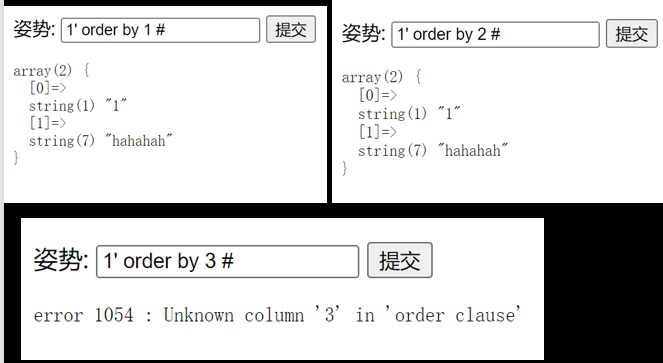 姿势: 1' order by 1 # 提交
array(2) {
[0]=>
string(1) "1"
[1]=>
string(7) "hahahah"
}
姿势: 1' order by 2 # 提交
array(2) {
[0]=>
string(1) "1"
[1]=>
string(7) "hahahah"
}
姿势: 1' order by 3 # 提交
error 1054 : Unknown column '3' in 'order clause'